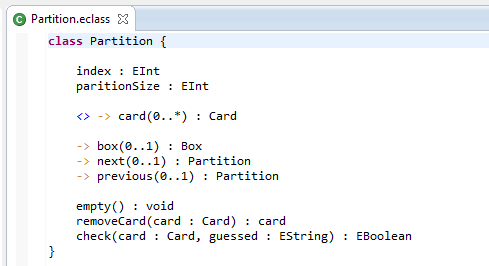 Partition.eclass
class Partition {
index : EInt
paritionSize : EInt
<> -> card(0..*) : Card
-> box(0..1) : Box
-> next(0..1) : Partition
-> previous(0..1) : Partition
empty() : void
removeCard(card : Card) : card
check(card : Card, guessed : EString) : EBoolean
}